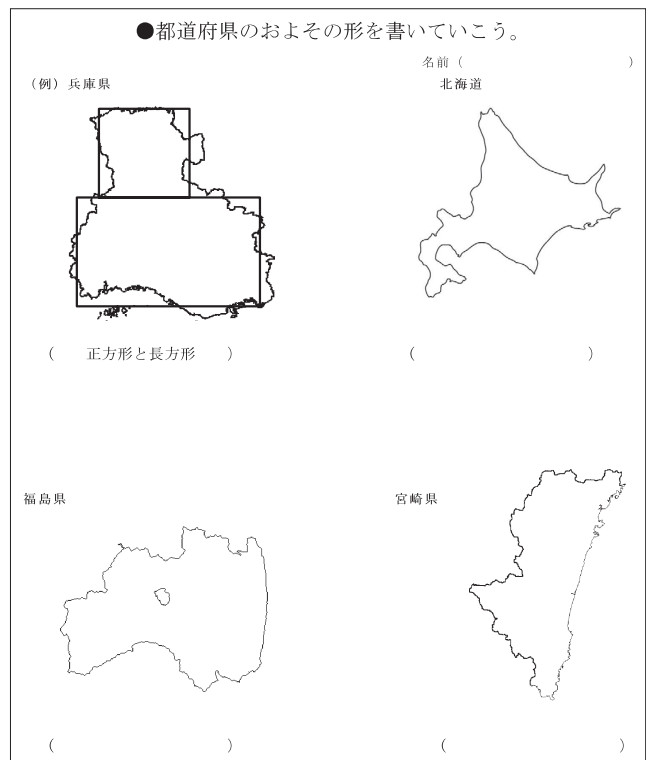 ●都道府県のおよその形を書いていこう。
名前（　　　　　　　　　　）
（例）兵庫県
北海道
（　正方形と長方形　）
（　　　　　　　　　　）
福島県
宮崎県
（　　　　　　　　　　）
（　　　　　　　　　　）